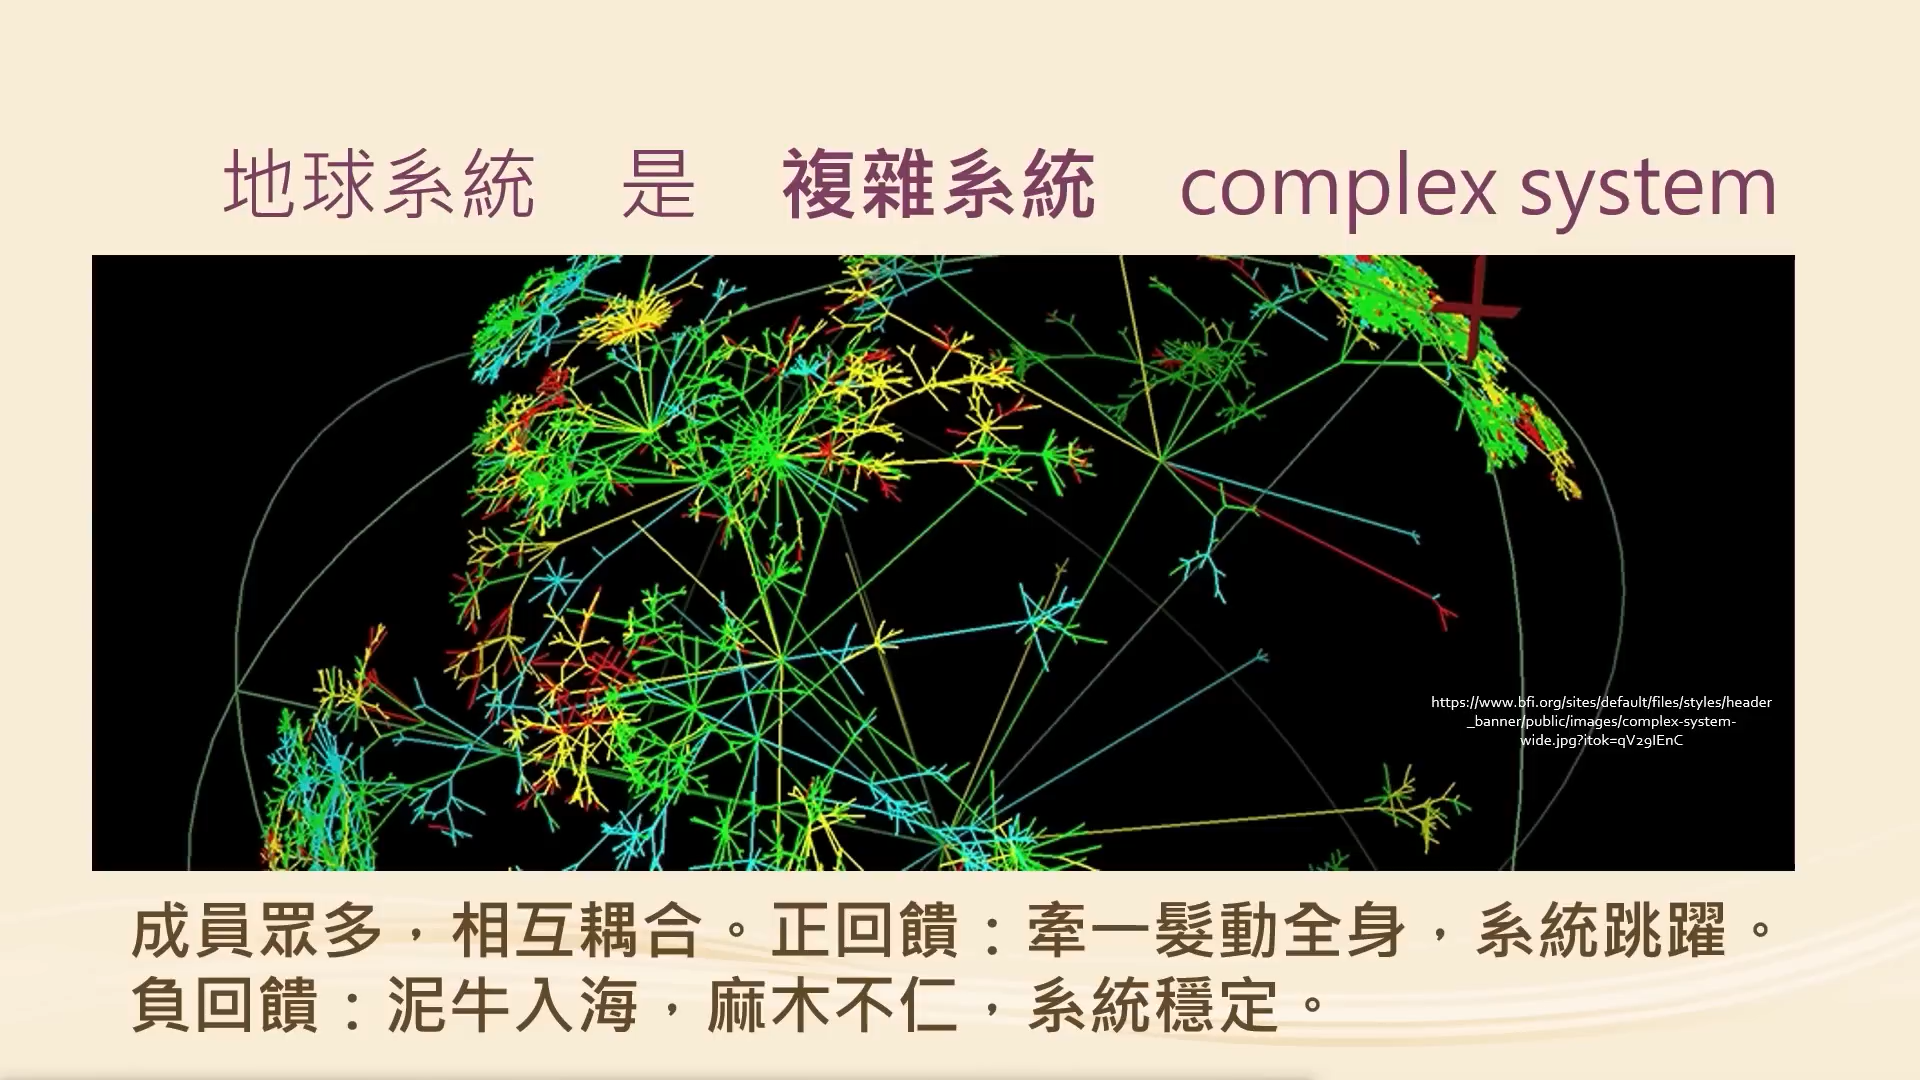 地球系統　是　複雜系統　complex system
https://www.bfi.org/sites/default/files/styles/header
_banner/public/images/complex-system-
wide.jpg?itok=qV29IEnC
成員眾多，相互耦合。正回饋：牽一髮動全身，系統跳躍。
負回饋：泥牛入海，麻木不仁，系統穩定。